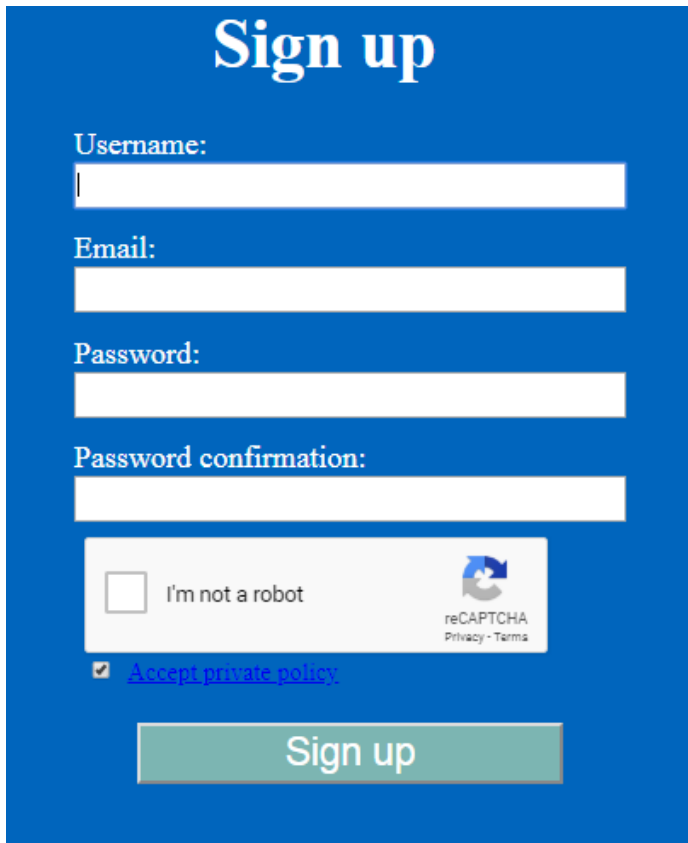 Sign up
Username:
Email:
Password:
Password confirmation:
I'm not a robot
reCAPTCHA
Privacy - Terms
Accept private policy
Sign up